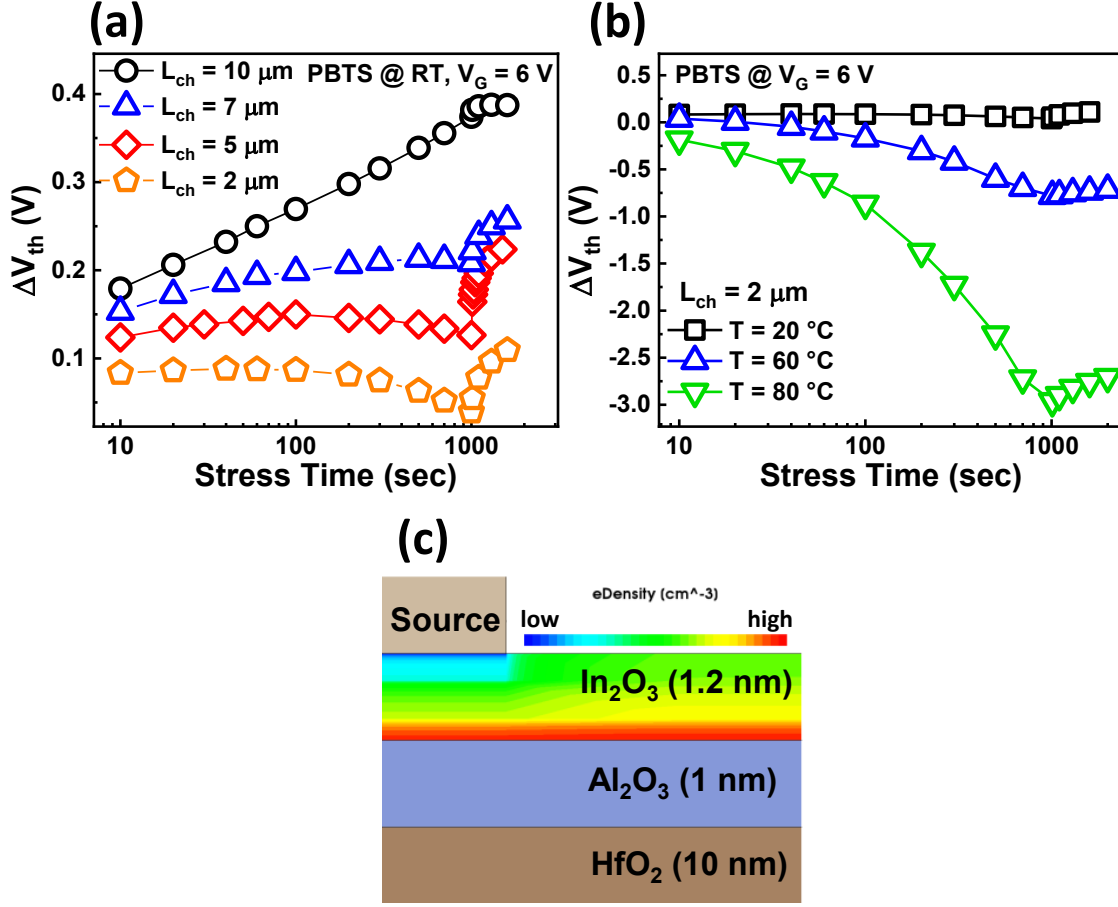 (a)
PBTS @ RT, V_G = 6 V
L_ch = 10 μm
L_ch = 7 μm
L_ch = 5 μm
L_ch = 2 μm
ΔV_th (V)
0.4
0.3
0.2
0.1
10
100
1000
Stress Time (sec)
(b)
PBTS @ V_G = 6 V
ΔV_th (V)
0.5
0.0
-0.5
-1.0
-1.5
-2.0
-2.5
-3.0
L_ch = 2 μm
T = 20 °C
T = 60 °C
T = 80 °C
10
100
1000
Stress Time (sec)
(c)
Source
eDensity (cm^-3)
low high
In₂O₃ (1.2 nm)
Al₂O₃ (1 nm)
HfO₂ (10 nm)